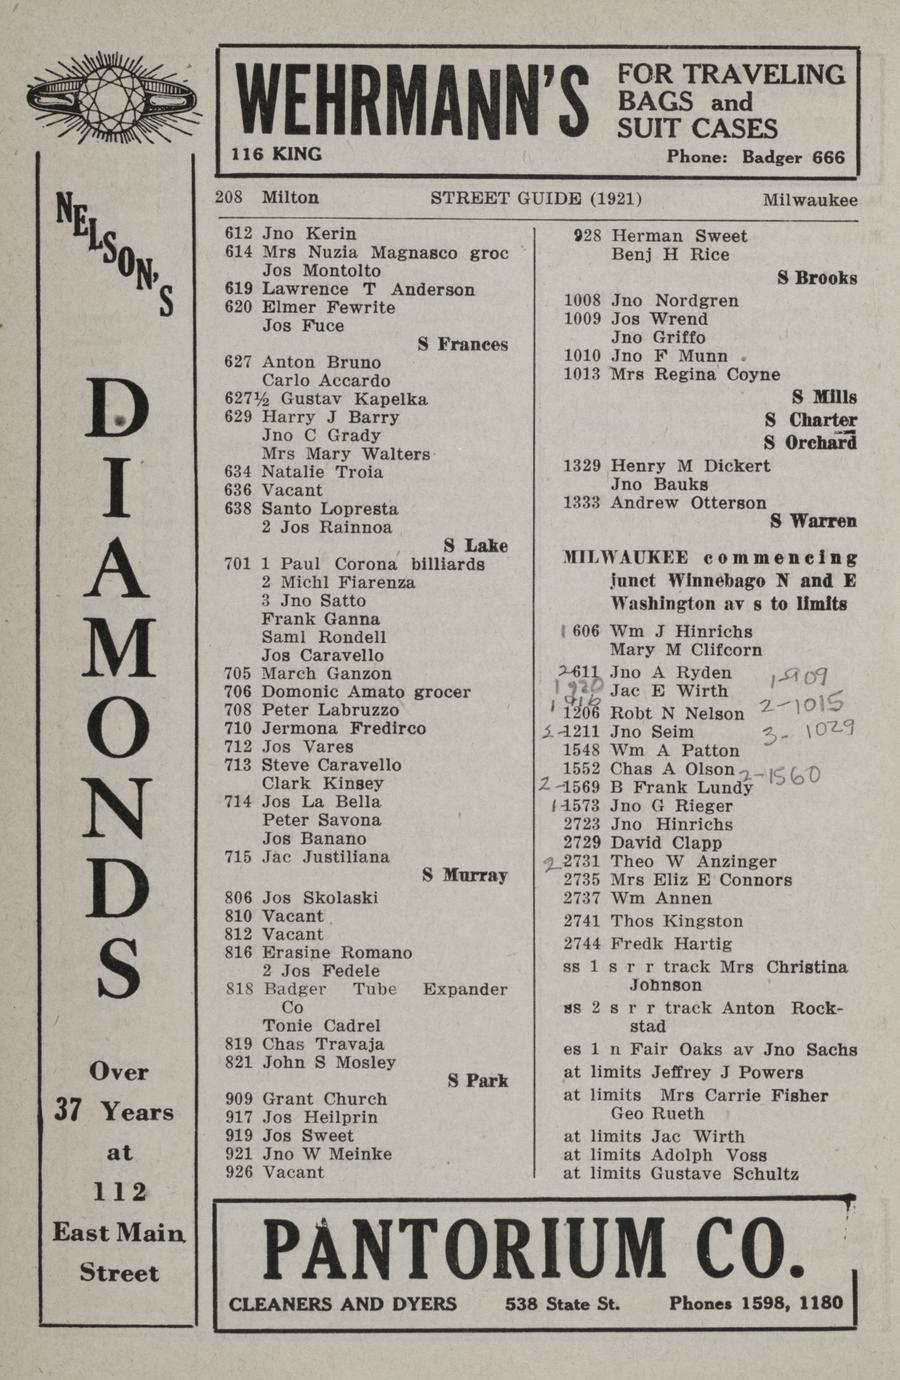 WEHRMANN'S
FOR TRAVELING
BAGS and
SUIT CASES
116 KING
Phone: Badger 666
NELSON'S
DIAMONDS
Over
37 Years
at
112
East Main
Street
208 Milton STREET GUIDE (1921) Milwaukee
612 Jno Kerin
614 Mrs Nuzia Magnasco groc
Jos Montolto
619 Lawrence T Anderson
620 Elmer Fewrite
Jos Fuce
S Frances
627 Anton Bruno
Carlo Accardo
627½ Gustav Kapelka
629 Harry J Barry
Jno C Grady
Mrs Mary Walters
634 Natalie Troia
636 Vacant
638 Santo Lopresta
2 Jos Rainnoa
S Lake
701 1 Paul Corona billiards
2 Michl Fiarenza
3 Jno Satto
Frank Ganna
Saml Rondell
Jos Caravello
705 March Ganzon
706 Domonic Amato grocer
708 Peter Labruzzo
710 Jermona Fredirco
712 Jos Vares
713 Steve Caravello
Clark Kinsey
714 Jos La Bella
Peter Savona
Jos Banano
715 Jac Justiliana
S Murray
806 Jos Skolaski
810 Vacant
812 Vacant
816 Erasine Romano
2 Jos Fedele
818 Badger Tube Expander
Co
Tonie Cadrel
819 Chas Travaja
821 John S Mosley
S Park
909 Grant Church
917 Jos Heilprin
919 Jos Sweet
921 Jno W Meinke
926 Vacant
928 Herman Sweet
Benj H Rice
S Brooks
1008 Jno Nordgren
1009 Jos Wrend
Jno Griffo
1010 Jno F Munn
1013 Mrs Regina Coyne
S Mills
S Charter
S Orchard
1329 Henry M Dickert
Jno Bauks
1333 Andrew Otterson
S Warren
MILWAUKEE commencing
junct Winnebago N and E
Washington av s to limits
1 606 Wm J Hinrichs
Mary M Clifcorn
2-611 Jno A Ryden 1-909
1920 Jac E Wirth
1916
1206 Robt N Nelson 2-1015
2-1211 Jno Seim 3- 1029
1548 Wm A Patton
1552 Chas A Olson 2-1560
2-1569 B Frank Lundy
1-1573 Jno G Rieger
2723 Jno Hinrichs
2729 David Clapp
2-2731 Theo W Anzinger
2735 Mrs Eliz E Connors
2737 Wm Annen
2741 Thos Kingston
2744 Fredk Hartig
ss 1 s r r track Mrs Christina
Johnson
ss 2 s r r track Anton Rock-
stad
es 1 n Fair Oaks av Jno Sachs
at limits Jeffrey J Powers
at limits Mrs Carrie Fisher
Geo Rueth
at limits Jac Wirth
at limits Adolph Voss
at limits Gustave Schultz
PANTORIUM CO.
CLEANERS AND DYERS 538 State St. Phones 1598, 1180